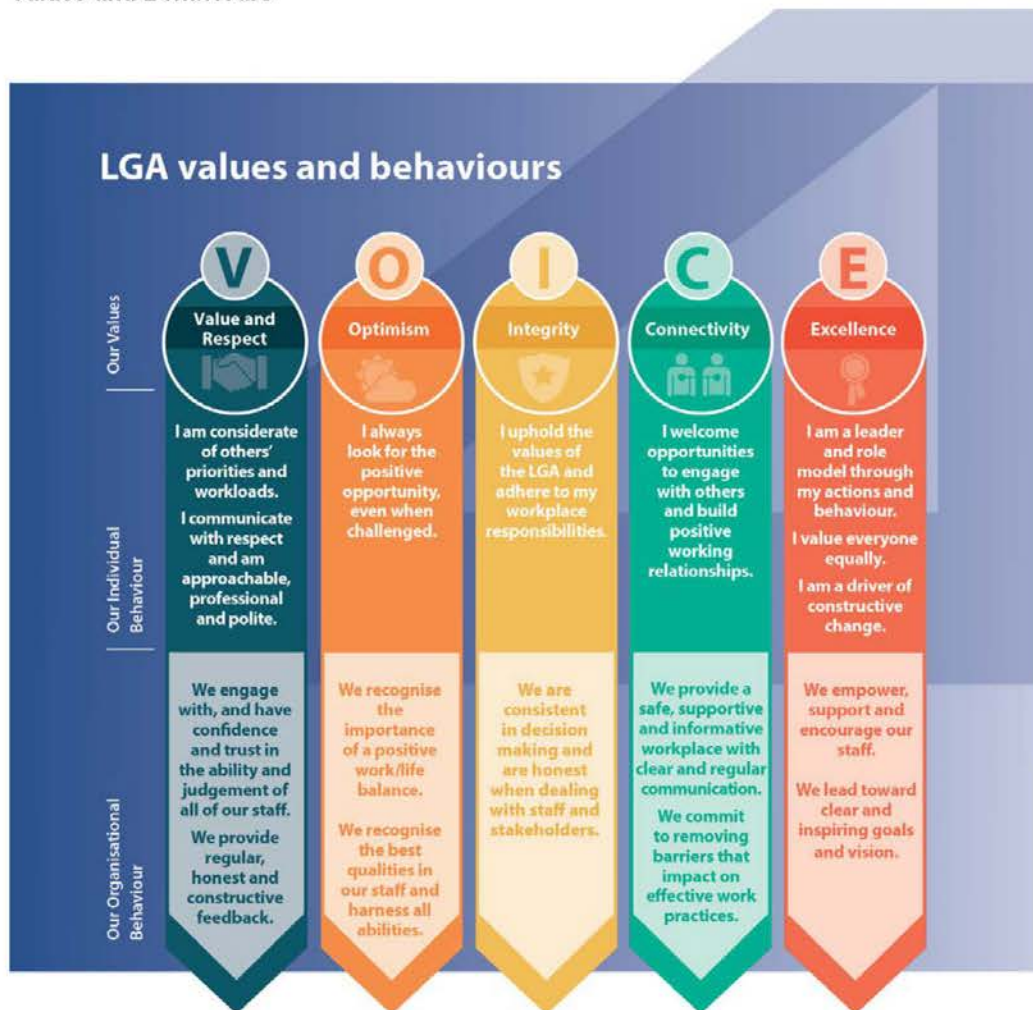 LGA values and behaviours
V
O
I
C
E
Our Values
Value and
Respect
Optimism
Integrity
Connectivity
Excellence
Our Individual
Behaviour
I am considerate
of others'
priorities and
workloads.
I communicate
with respect
and am
approachable,
professional
and polite.
I always
look for the
positive
opportunity,
even when
challenged.
I uphold the
values of
the LGA and
adhere to my
workplace
responsibilities.
I welcome
opportunities
to engage
with others
and build
positive
working
relationships.
I am a leader
and role
model through
my actions and
behaviour.
I value everyone
equally.
I am a driver of
constructive
change.
Our Organisational
Behaviour
We engage
with, and have
confidence
and trust in
the ability and
judgement of
all of our staff.
We provide
regular,
honest and
constructive
feedback.
We recognise
the
importance
of a positive
work/life
balance.
We recognise
the best
qualities in
our staff and
harness all
abilities.
We are
consistent
in decision
making and
are honest
when dealing
with staff and
stakeholders.
We provide a
safe, supportive
and informative
workplace with
clear and regular
communication.
We commit
to removing
barriers that
impact on
effective work
practices.
We empower,
support and
encourage our
staff.
We lead toward
clear and
inspiring goals
and vision.